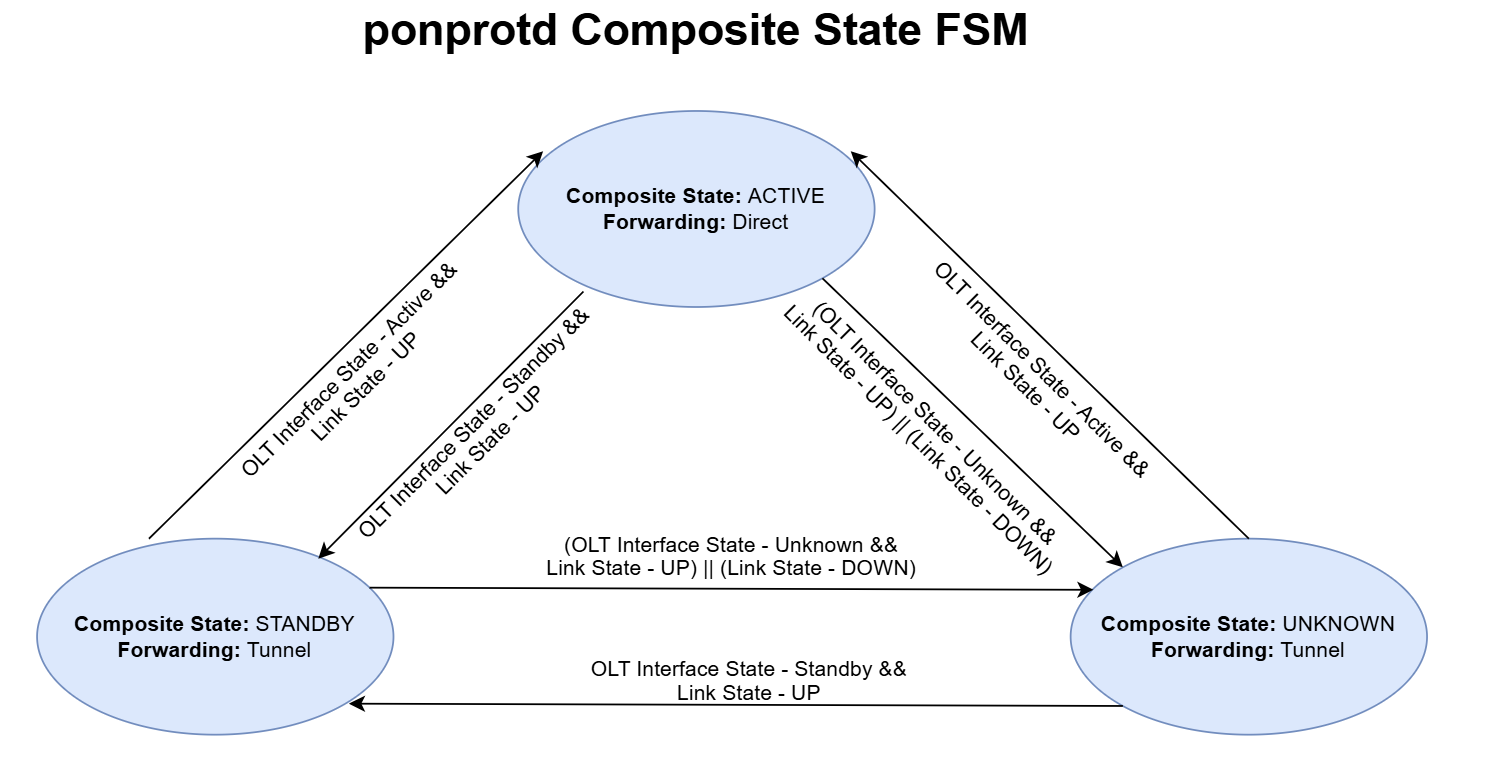 ponprotd Composite State FSM
Composite State: ACTIVE
Forwarding: Direct
OLT Interface State - Active &&
Link State - UP
OLT Interface State - Standby &&
Link State - UP
(OLT Interface State - Unknown &&
Link State - UP) || (Link State - DOWN)
OLT Interface State - Active &&
Link State - UP
(OLT Interface State - Unknown &&
Link State - UP) || (Link State - DOWN)
Composite State: STANDBY
Forwarding: Tunnel
Composite State: UNKNOWN
Forwarding: Tunnel
OLT Interface State - Standby &&
Link State - UP